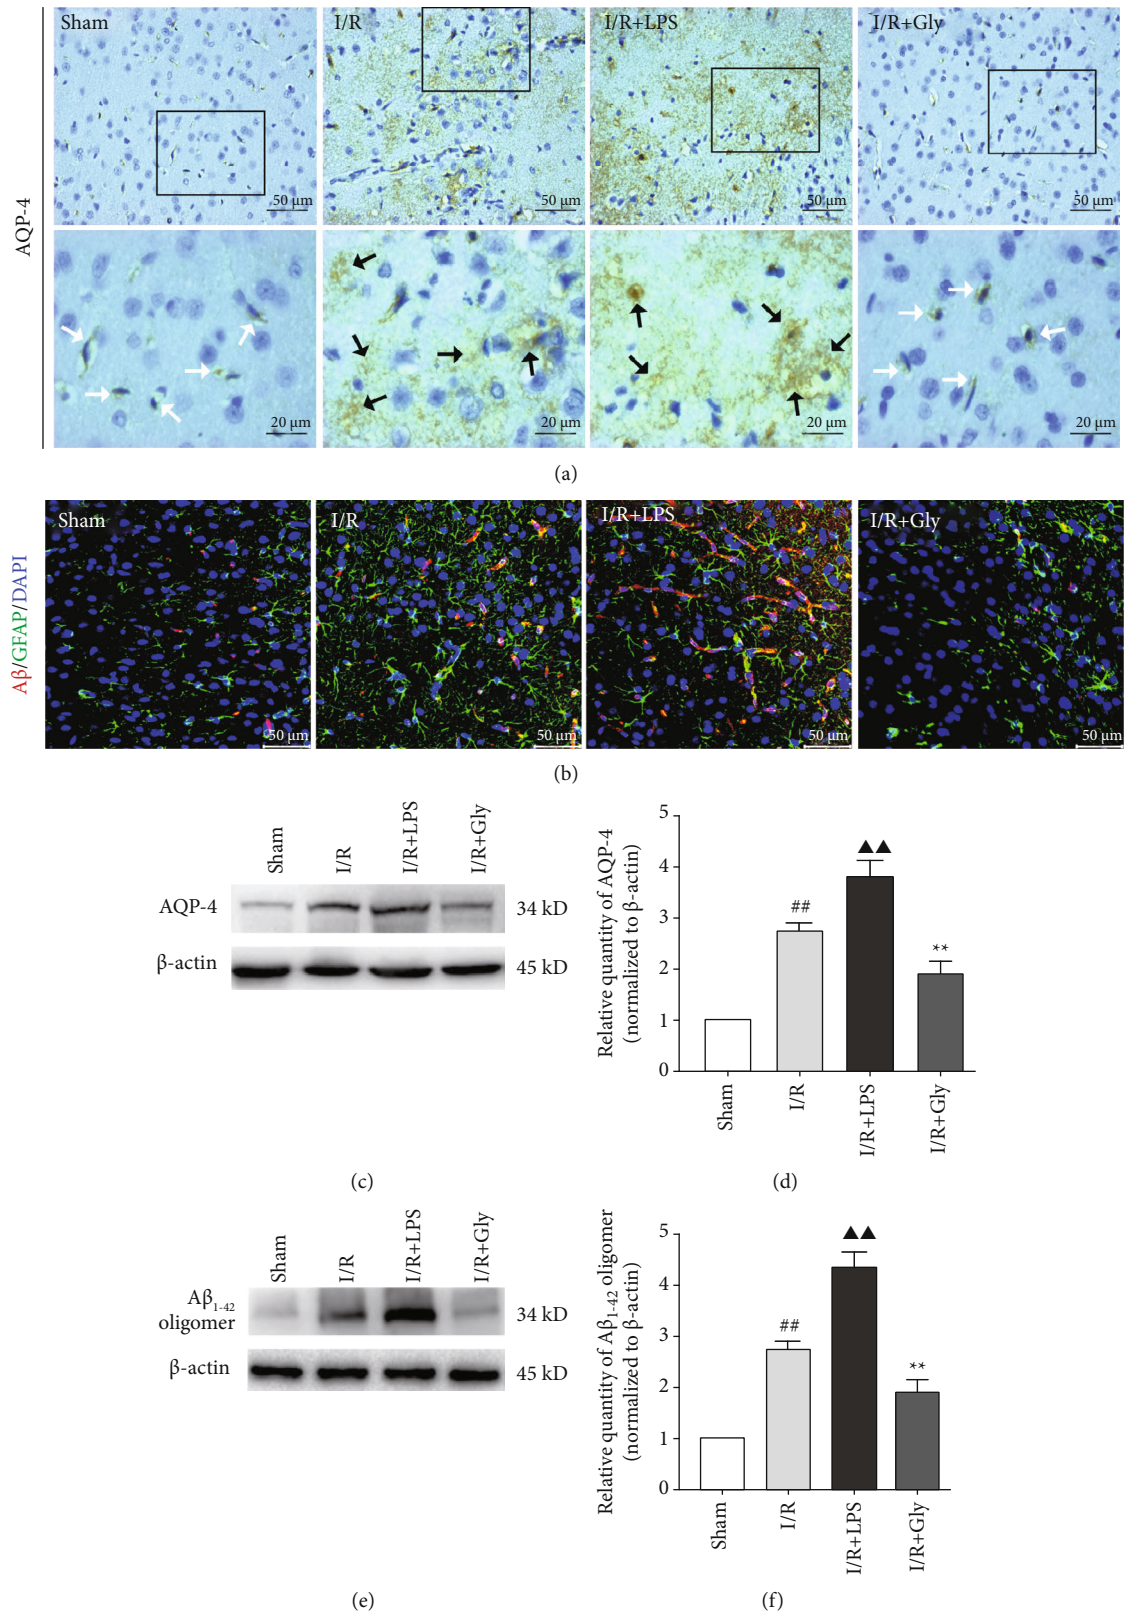 Sham
I/R
I/R+LPS
I/R+Gly
AQP-4
50 μm
50 μm
50 μm
50 μm
20 μm
20 μm
20 μm
20 μm
(a)
Sham
I/R
I/R+LPS
I/R+Gly
Aβ/GFAP/DAPI
50 μm
50 μm
50 μm
50 μm
(b)
Sham
I/R
I/R+LPS
I/R+Gly
AQP-4
34 kD
β-actin
45 kD
(c)
Relative quantity of AQP-4
(normalized to β-actin)
5
4
3
2
1
0
##
▲▲
**
Sham
I/R
I/R+LPS
I/R+Gly
(d)
Sham
I/R
I/R+LPS
I/R+Gly
Aβ1-42
oligomer
34 kD
β-actin
45 kD
(e)
Relative quantity of Aβ1-42 oligomer
(normalized to β-actin)
5
4
3
2
1
0
##
▲▲
**
Sham
I/R
I/R+LPS
I/R+Gly
(f)